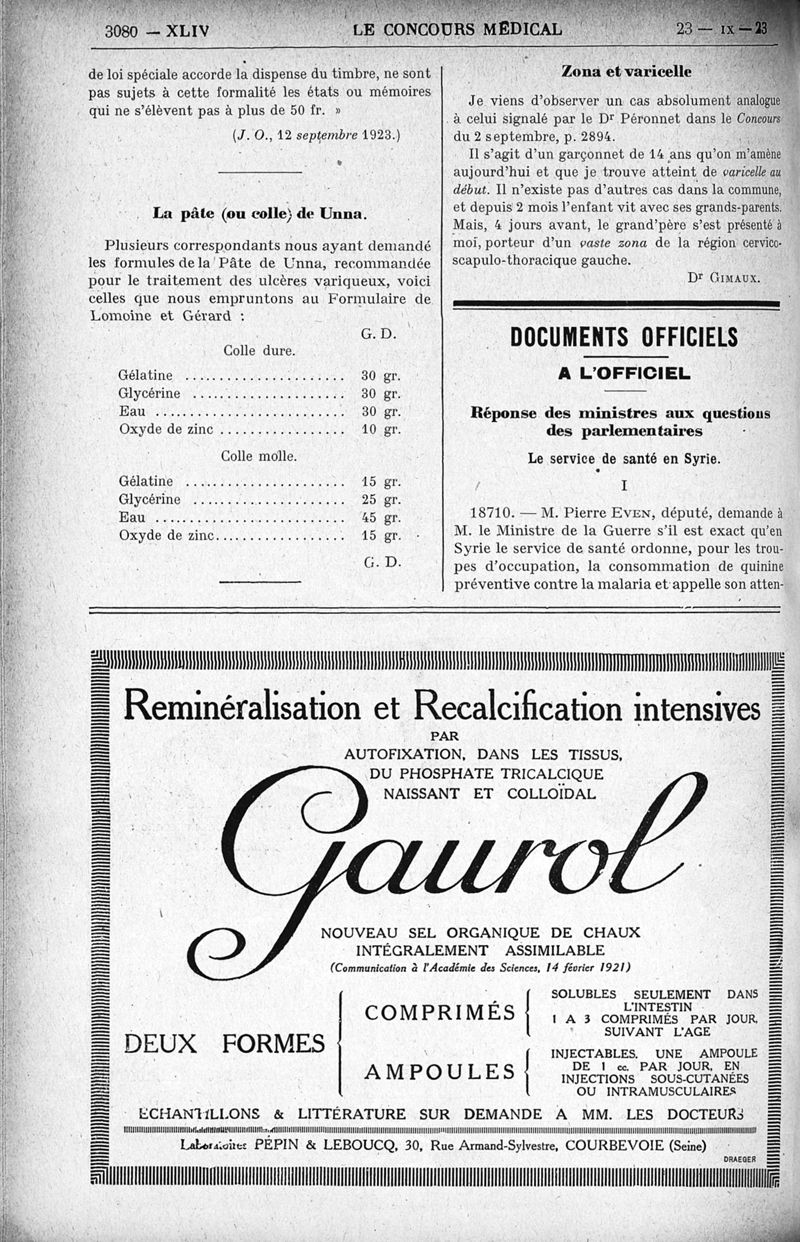 3080 — XLIV LE CONCOURS MÉDICAL 23 — IX — 23
de loi spéciale accorde la dispense du timbre, ne sont
pas sujets à cette formalité les états ou mémoires
qui ne s'élèvent pas à plus de 50 fr. »
(J. O., 12 septembre 1923.)
La pâte (ou colle) de Unna.
Plusieurs correspondants nous ayant demandé
les formules de la Pâte de Unna, recommandée
pour le traitement des ulcères variqueux, voici
celles que nous empruntons au Formulaire de
Lomoine et Gérard :
G. D.
Colle dure.
Gélatine ........................ 30 gr.
Glycérine ....................... 30 gr.
Eau ............................. 30 gr.
Oxyde de zinc ................... 10 gr.
Colle molle.
Gélatine ........................ 15 gr.
Glycérine ....................... 25 gr.
Eau ............................. 45 gr.
Oxyde de zinc................... 15 gr.
G. D.
Zona et varicelle
Je viens d'observer un cas absolument analogue
à celui signalé par le Dr Péronnet dans le Concours
du 2 septembre, p. 2894.
Il s'agit d'un garçonnet de 14 ans qu'on m'amène
aujourd'hui et que je trouve atteint de varicelle au
début. Il n'existe pas d'autres cas dans la commune,
et depuis 2 mois l'enfant vit avec ses grands-parents.
Mais, 4 jours avant, le grand'père s'est présenté à
moi, porteur d'un vaste zona de la région cervico-
scapulo-thoracique gauche.
Dr GIMAUX.
DOCUMENTS OFFICIELS
A L'OFFICIEL
Réponse des ministres aux questions
des parlementaires
Le service de santé en Syrie.
I
18710. — M. Pierre EVEN, député, demande à
M. le Ministre de la Guerre s'il est exact qu'en
Syrie le service de santé ordonne, pour les trou-
pes d'occupation, la consommation de quinine
préventive contre la malaria et appelle son atten-
Reminéralisation et Recalcification intensives
PAR
AUTOFIXATION, DANS LES TISSUS,
DU PHOSPHATE TRICALCIQUE
NAISSANT ET COLLOÏDAL
Gaurol
NOUVEAU SEL ORGANIQUE DE CHAUX
INTÉGRALEMENT ASSIMILABLE
(Communication à l'Académie des Sciences, 14 février 1921)
DEUX FORMES
COMPRIMÉS
SOLUBLES SEULEMENT DANS
L'INTESTIN
1 A 3 COMPRIMÉS PAR JOUR,
SUIVANT L'AGE
AMPOULES
INJECTABLES. UNE AMPOULE
DE 1 cc. PAR JOUR, EN
INJECTIONS SOUS-CUTANÉES
OU INTRAMUSCULAIRES
ECHANTILLONS & LITTÉRATURE SUR DEMANDE A MM. LES DOCTEURS
Laboratoires PÉPIN & LEBOUCQ, 30, Rue Armand-Sylvestre, COURBEVOIE (Seine)
DRAEGER